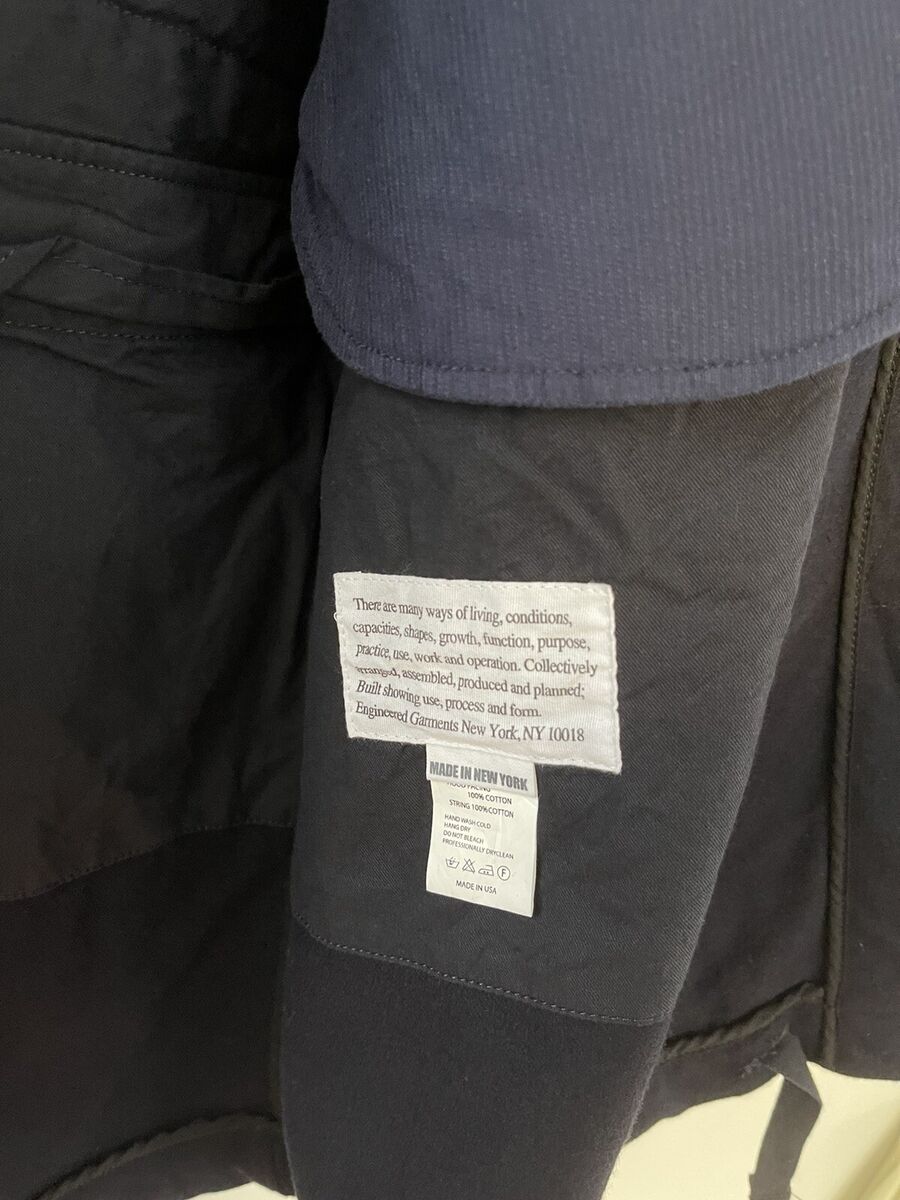 There are many ways of living, conditions,
capacities, shapes, growth, function, purpose,
practice, use, work and operation. Collectively
arranged, assembled, produced and planned;
Built showing use, process and form.
Engineered Garments New York, NY 10018
MADE IN NEW YORK
HOOD FACING
100% COTTON
STRING 100%COTTON
HAND WASH COLD
HANG DRY
DO NOT BLEACH
PROFESSIONALLY DRYCLEAN
F
MADE IN USA